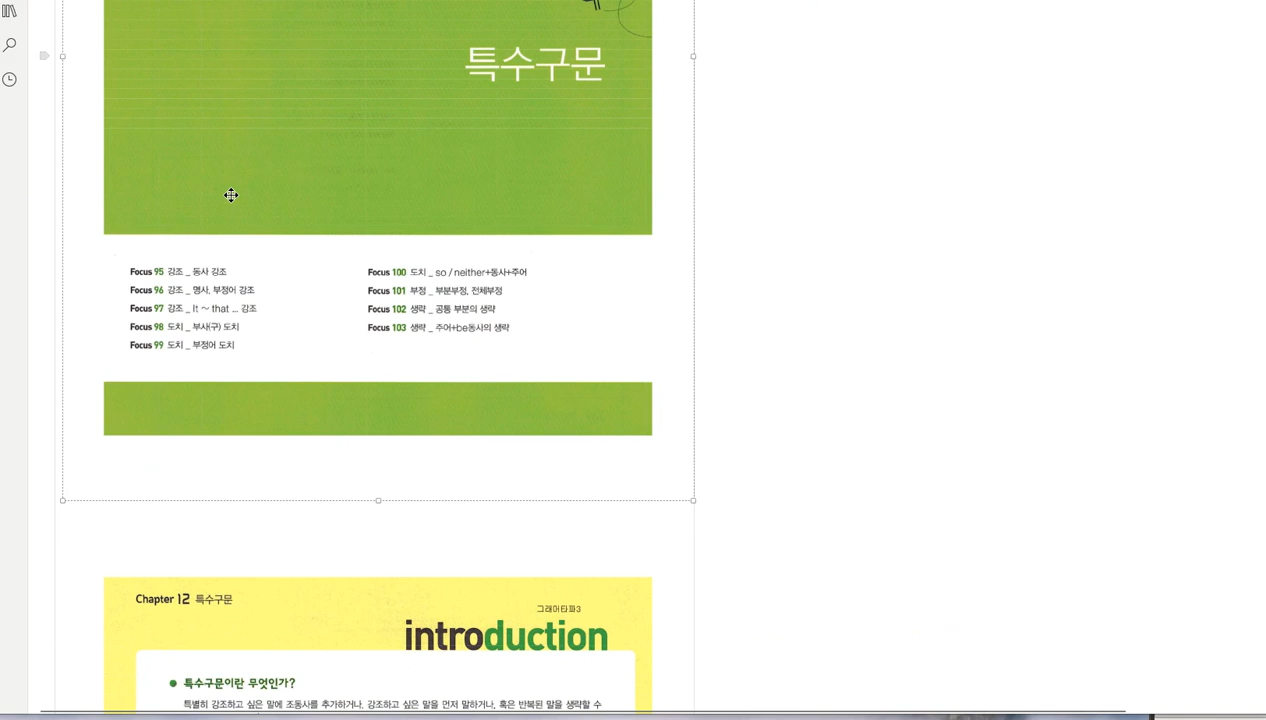 특수구문
Focus 95 강조 _ 동사 강조
Focus 96 강조 _ 명사, 부정어 강조
Focus 97 강조 _ It ~ that ... 강조
Focus 98 도치 _ 부사(구) 도치
Focus 99 도치 _ 부정어 도치
Focus 100 도치 _ so / neither+동사+주어
Focus 101 부정 _ 부분부정, 전체부정
Focus 102 생략 _ 공통 부분의 생략
Focus 103 생략 _ 주어+be동사의 생략
Chapter 12 특수구문
그래머타파3
introduction
특수구문이란 무엇인가?
특별히 강조하고 싶은 말에 조동사를 추가하거나, 강조하고 싶은 말을 먼저 말하거나, 혹은 반복된 말을 생략할 수